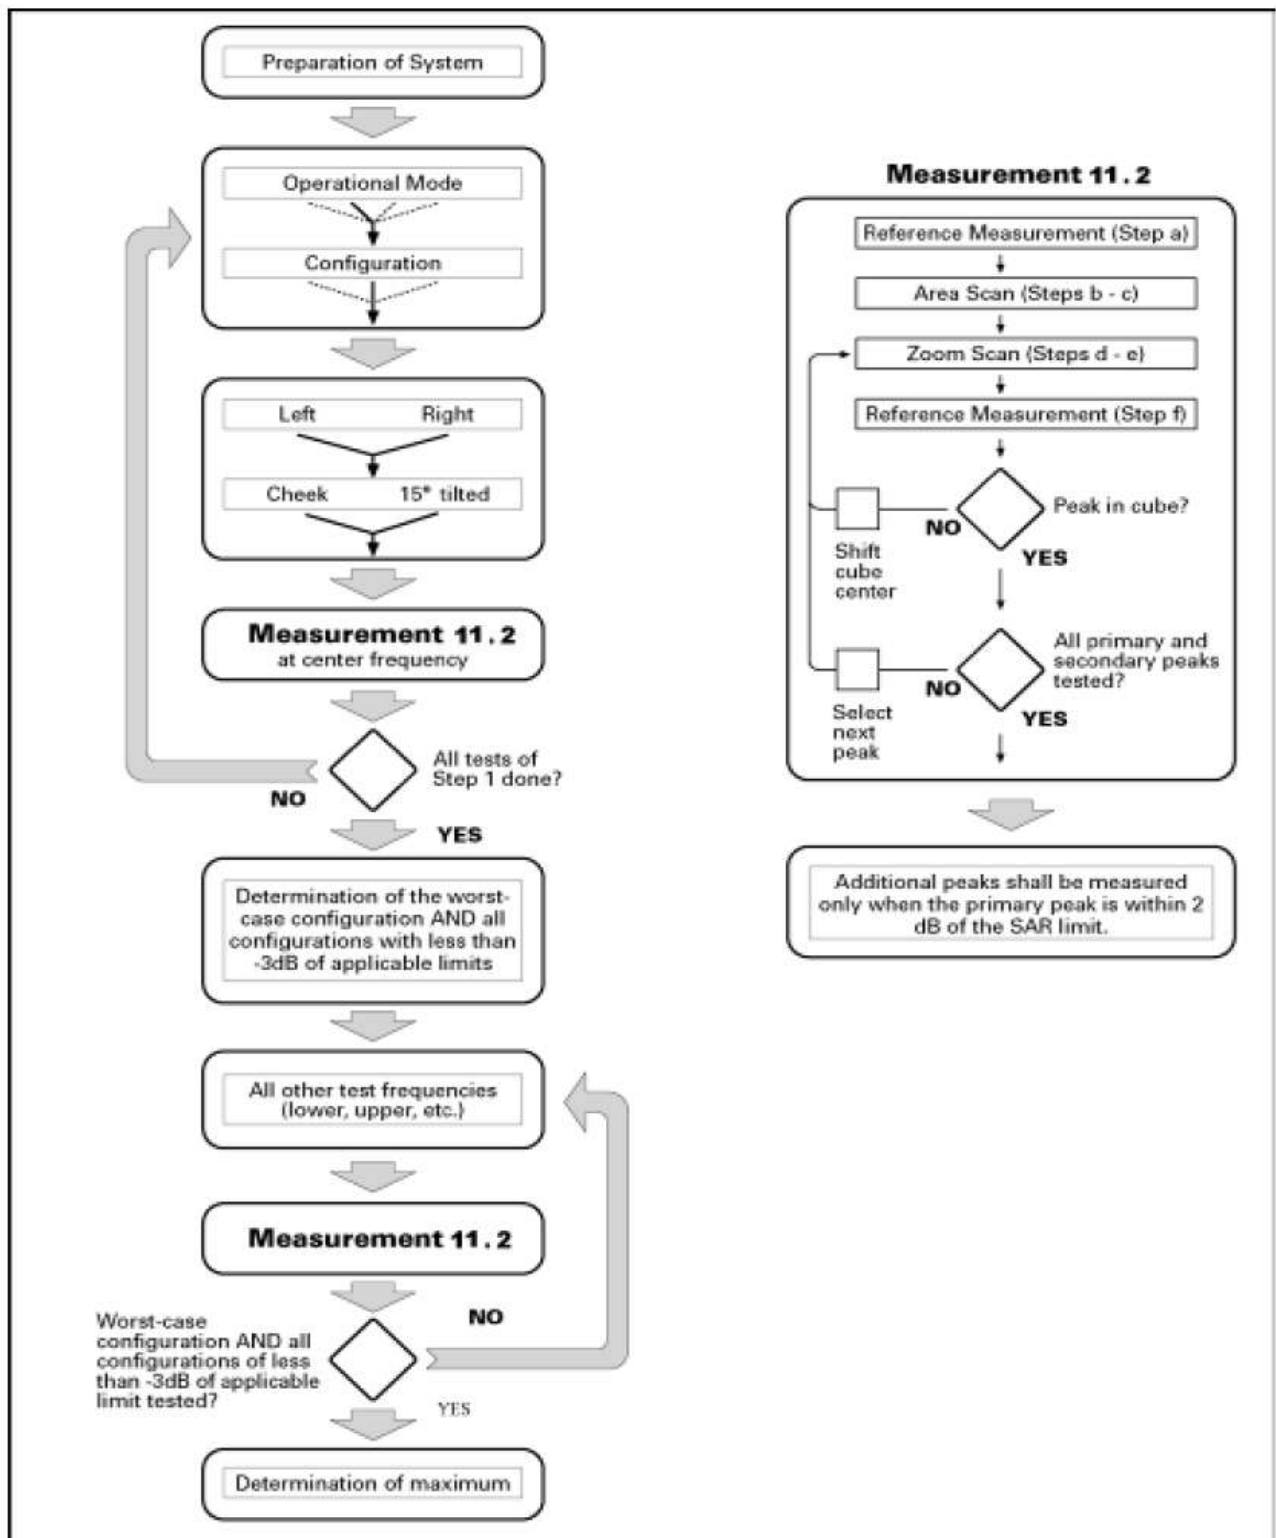 Preparation of System
Operational Mode
Configuration
Left Right
Cheek 15° tilted
Measurement 11.2
at center frequency
All tests of
Step 1 done?
NO
YES
Determination of the worst-
case configuration AND all
configurations with less than
-3dB of applicable limits
All other test frequencies
(lower, upper, etc.)
Measurement 11.2
NO
Worst-case
configuration AND all
configurations of less
than -3dB of applicable
limit tested?
YES
Determination of maximum
Measurement 11.2
Reference Measurement (Step a)
Area Scan (Steps b - c)
Zoom Scan (Steps d - e)
Reference Measurement (Step f)
Peak in cube?
NO
YES
Shift
cube
center
All primary and
secondary peaks
tested?
NO
YES
Select
next
peak
Additional peaks shall be measured
only when the primary peak is within 2
dB of the SAR limit.